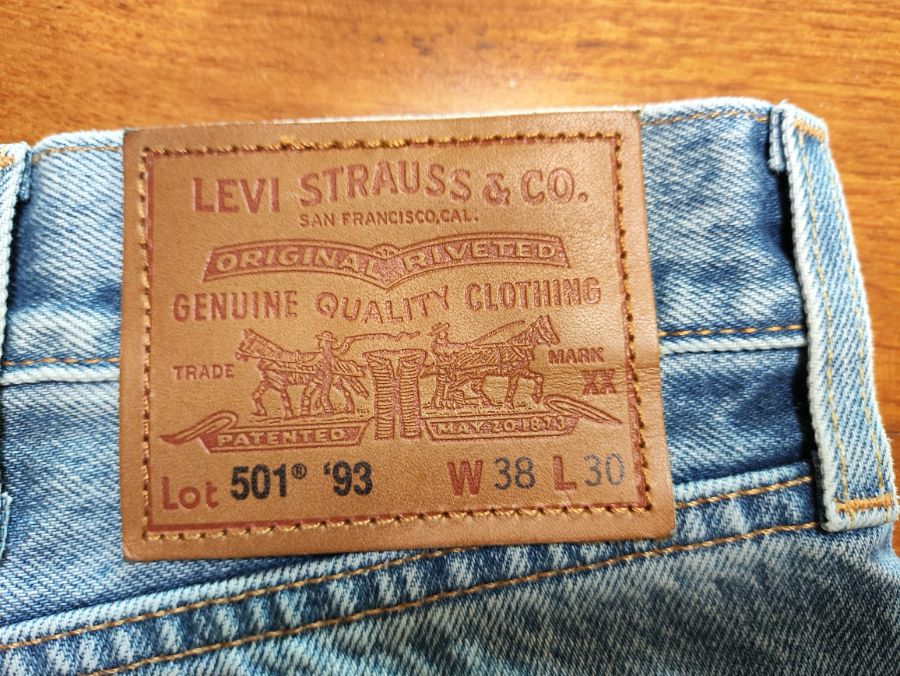 LEVI STRAUSS & CO.
SAN FRANCISCO, CAL.
ORIGINAL RIVETED
GENUINE QUALITY CLOTHING
TRADE MARK
XX
PATENTED MAY 20 1873
Lot 501® '93 W 38 L 30